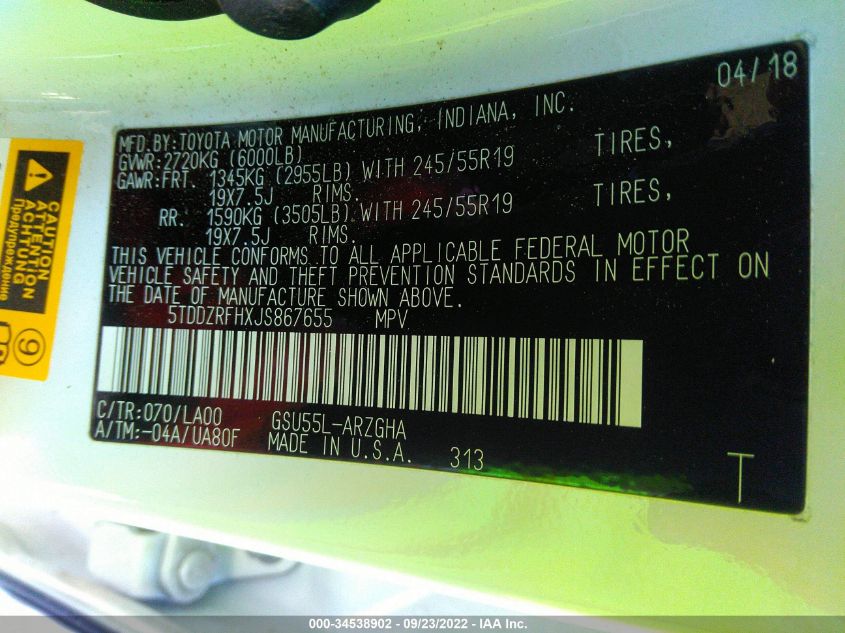 04/18
MFD.BY:TOYOTA MOTOR MANUFACTURING, INDIANA, INC.
GVWR:2720KG (6000LB)
GAWR:FRT. 1345KG (2955LB) WITH 245/55R19 TIRES,
19X7.5J RIMS.
RR. 1590KG (3505LB) WITH 245/55R19 TIRES,
19X7.5J RIMS.
THIS VEHICLE CONFORMS TO ALL APPLICABLE FEDERAL MOTOR
VEHICLE SAFETY AND THEFT PREVENTION STANDARDS IN EFFECT ON
THE DATE OF MANUFACTURE SHOWN ABOVE.
5TDDZRFHXJS867655 MPV
C/TR:070/LA00 GSU55L-ARZGHA
A/TM:-04A/UA80F MADE IN U.S.A. 313
T
CAUTION
ATTENTION
ACHTUNG
Предупреждение
9
000-34538902 - 09/23/2022 - IAA Inc.